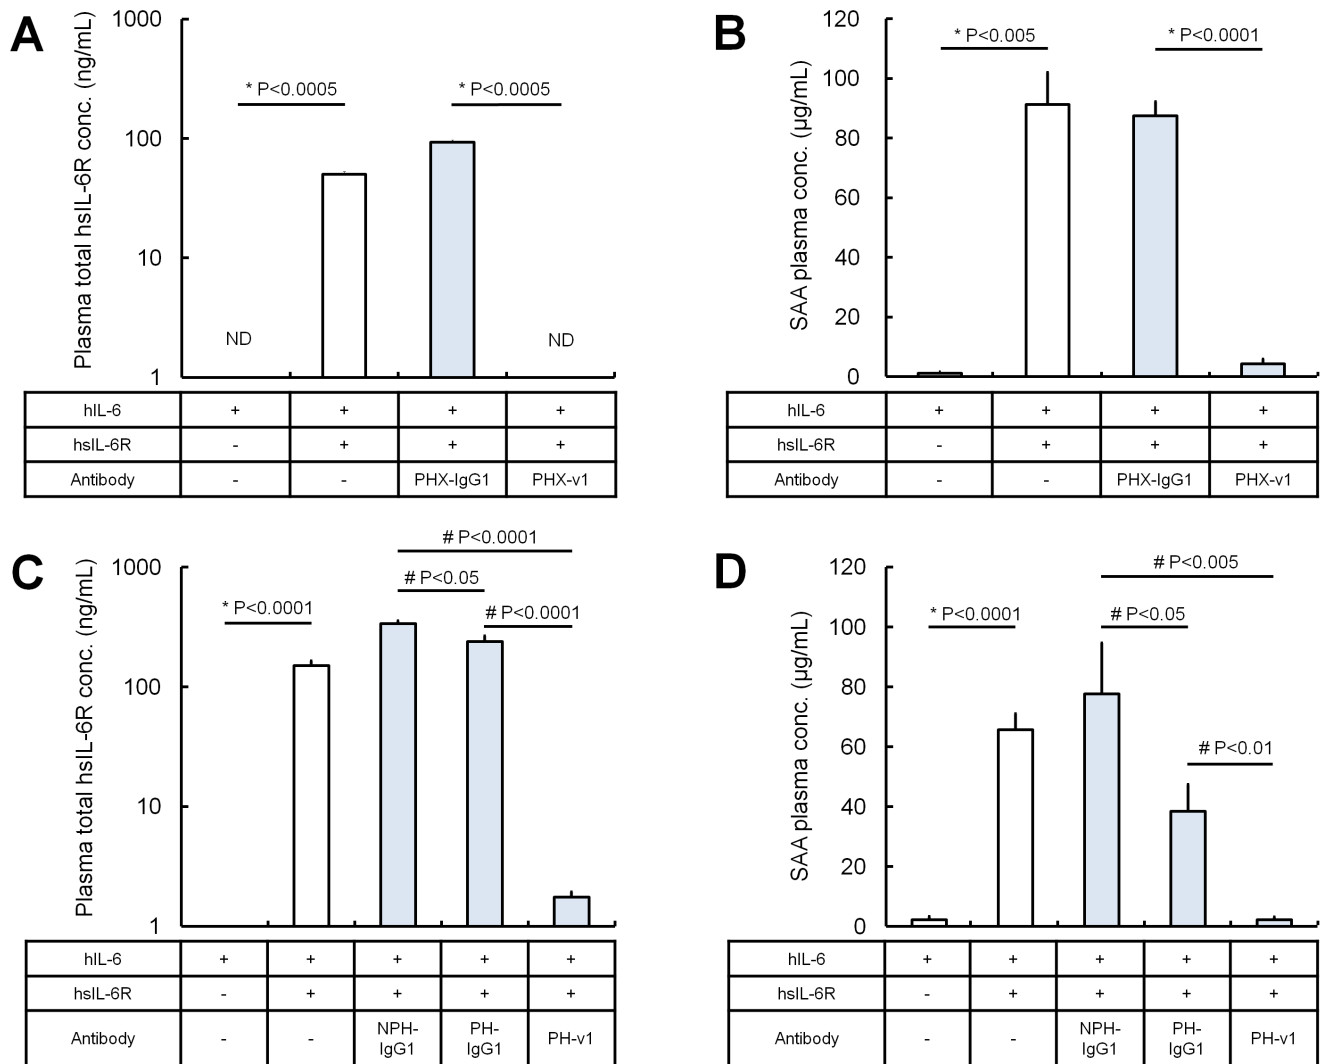 A
Plasma total hsIL-6R conc. (ng/mL)
1000
100
10
1
* P<0.0005
* P<0.0005
ND
ND
hIL-6 + + + +
hsIL-6R - + + +
Antibody - - PHX-IgG1 PHX-v1
B
SAA plasma conc. (µg/mL)
120
100
80
60
40
20
0
* P<0.005
* P<0.0001
hIL-6 + + + +
hsIL-6R - + + +
Antibody - - PHX-IgG1 PHX-v1
C
Plasma total hsIL-6R conc. (ng/mL)
1000
100
10
1
# P<0.0001
# P<0.05
* P<0.0001
# P<0.0001
hIL-6 + + + + +
hsIL-6R - + + + +
Antibody - - NPH-IgG1 PH-IgG1 PH-v1
D
SAA plasma conc. (µg/mL)
120
100
80
60
40
20
0
# P<0.005
* P<0.0001
# P<0.05
# P<0.01
hIL-6 + + + + +
hsIL-6R - + + + +
Antibody - - NPH-IgG1 PH-IgG1 PH-v1